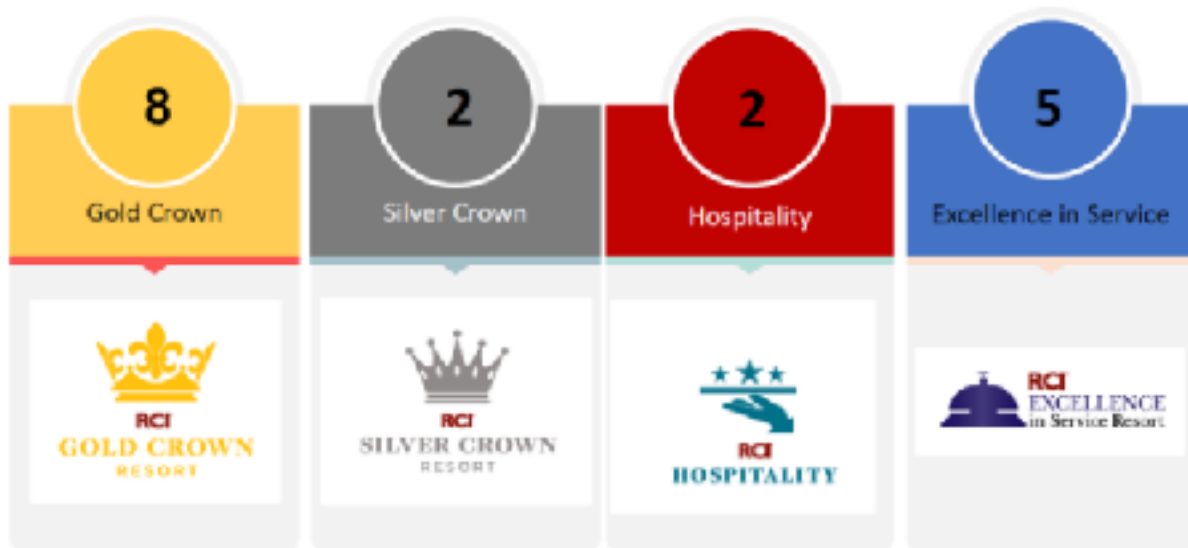 8
Gold Crown
RCI
GOLD CROWN
RESORT
2
Silver Crown
RCI
SILVER CROWN
RESORT
2
Hospitality
RCI
HOSPITALITY
5
Excellence in Service
RCI
EXCELLENCE
in Service Resort